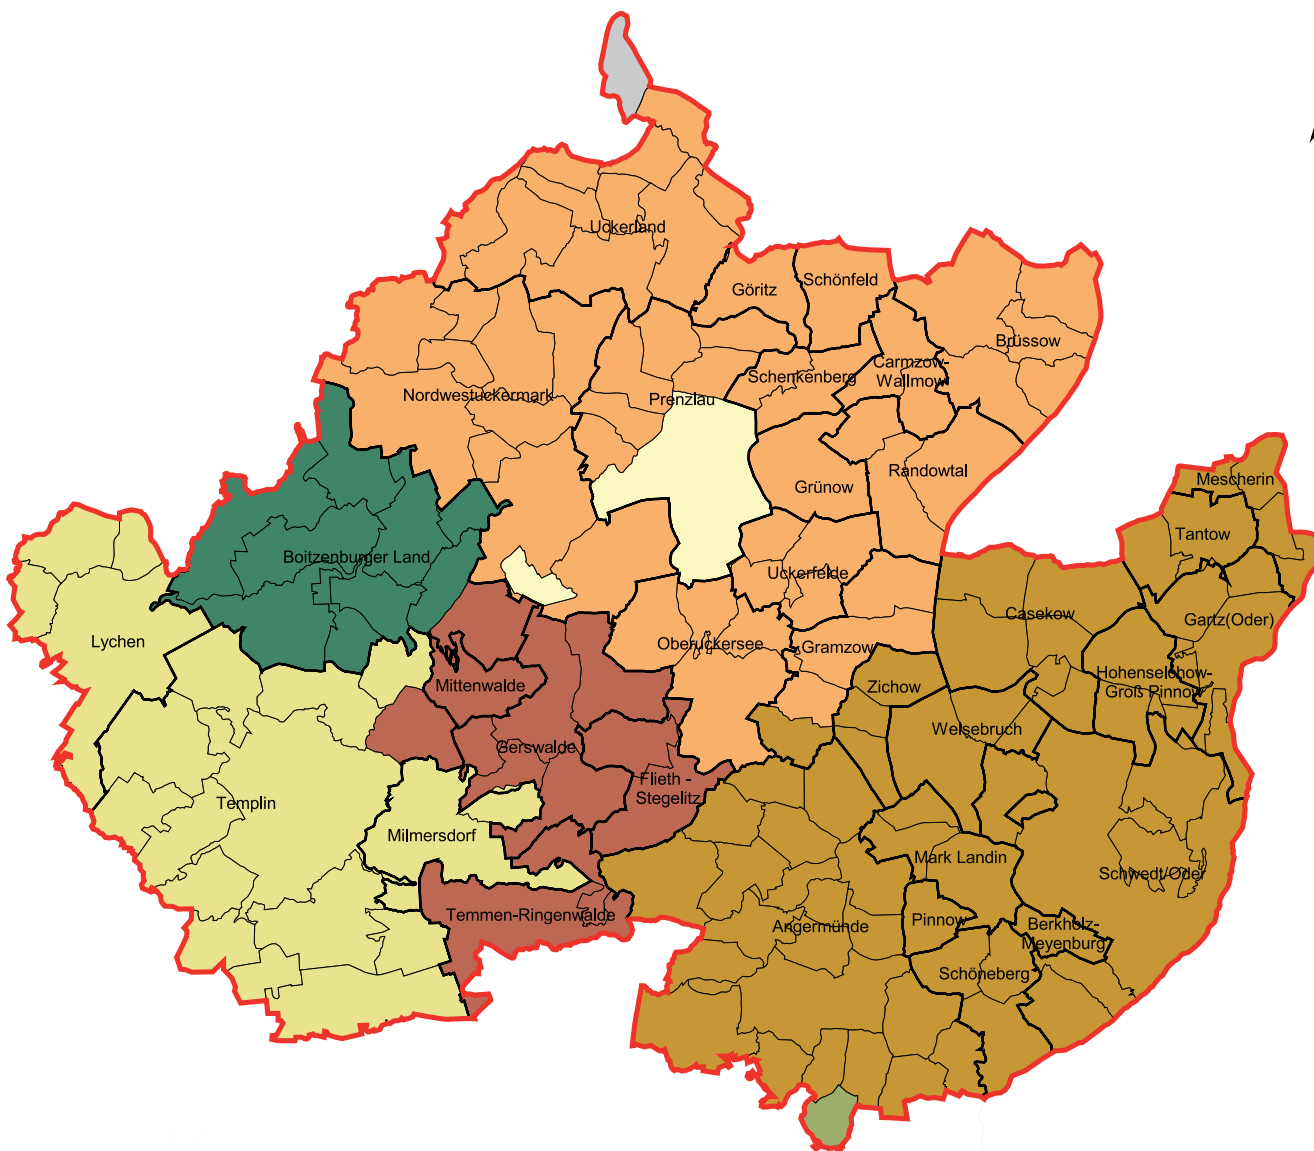 Uckerland
Göritz
Schönfeld
Brüssow
Carmzow-
Wallmow
Schenkenberg
Nordwestuckermark
Prenzlau
Randowtal
Grünow
Mescherin
Tantow
Boitzenburger Land
Uckerfelde
Casekow
Gartz(Oder)
Lychen
Oberuckersee
Gramzow
Hohenselchow-
Groß Pinnow
Mittenwalde
Zichow
Welsebruch
Gerswalde
Flieth -
Stegelitz
Templin
Milmersdorf
Mark Landin
Schwedt/Oder
Temmen-Ringenwalde
Angermünde
Pinnow
Berkholz-
Meyenburg
Schöneberg